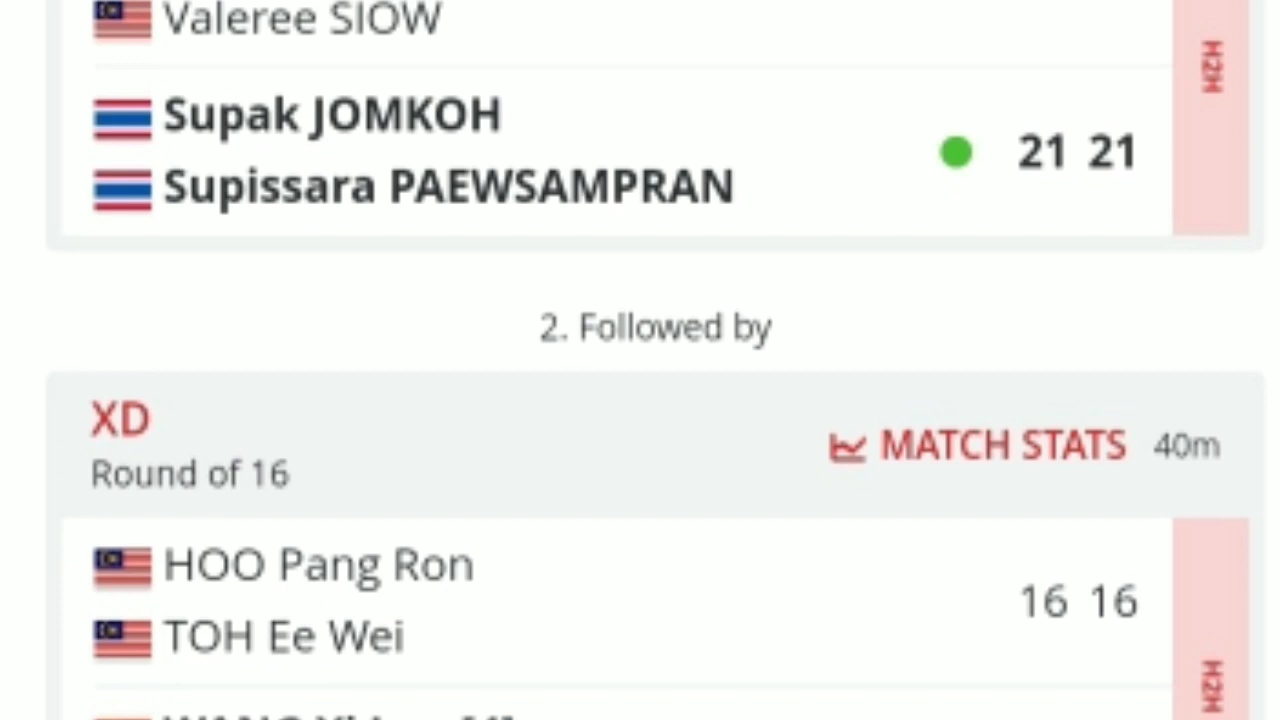 Valeree SIOW
H2H
Supak JOMKOH
21 21
Supissara PAEWSAMPRAN
2. Followed by
XD
MATCH STATS 40m
Round of 16
HOO Pang Ron
16 16
TOH Ee Wei
H2H